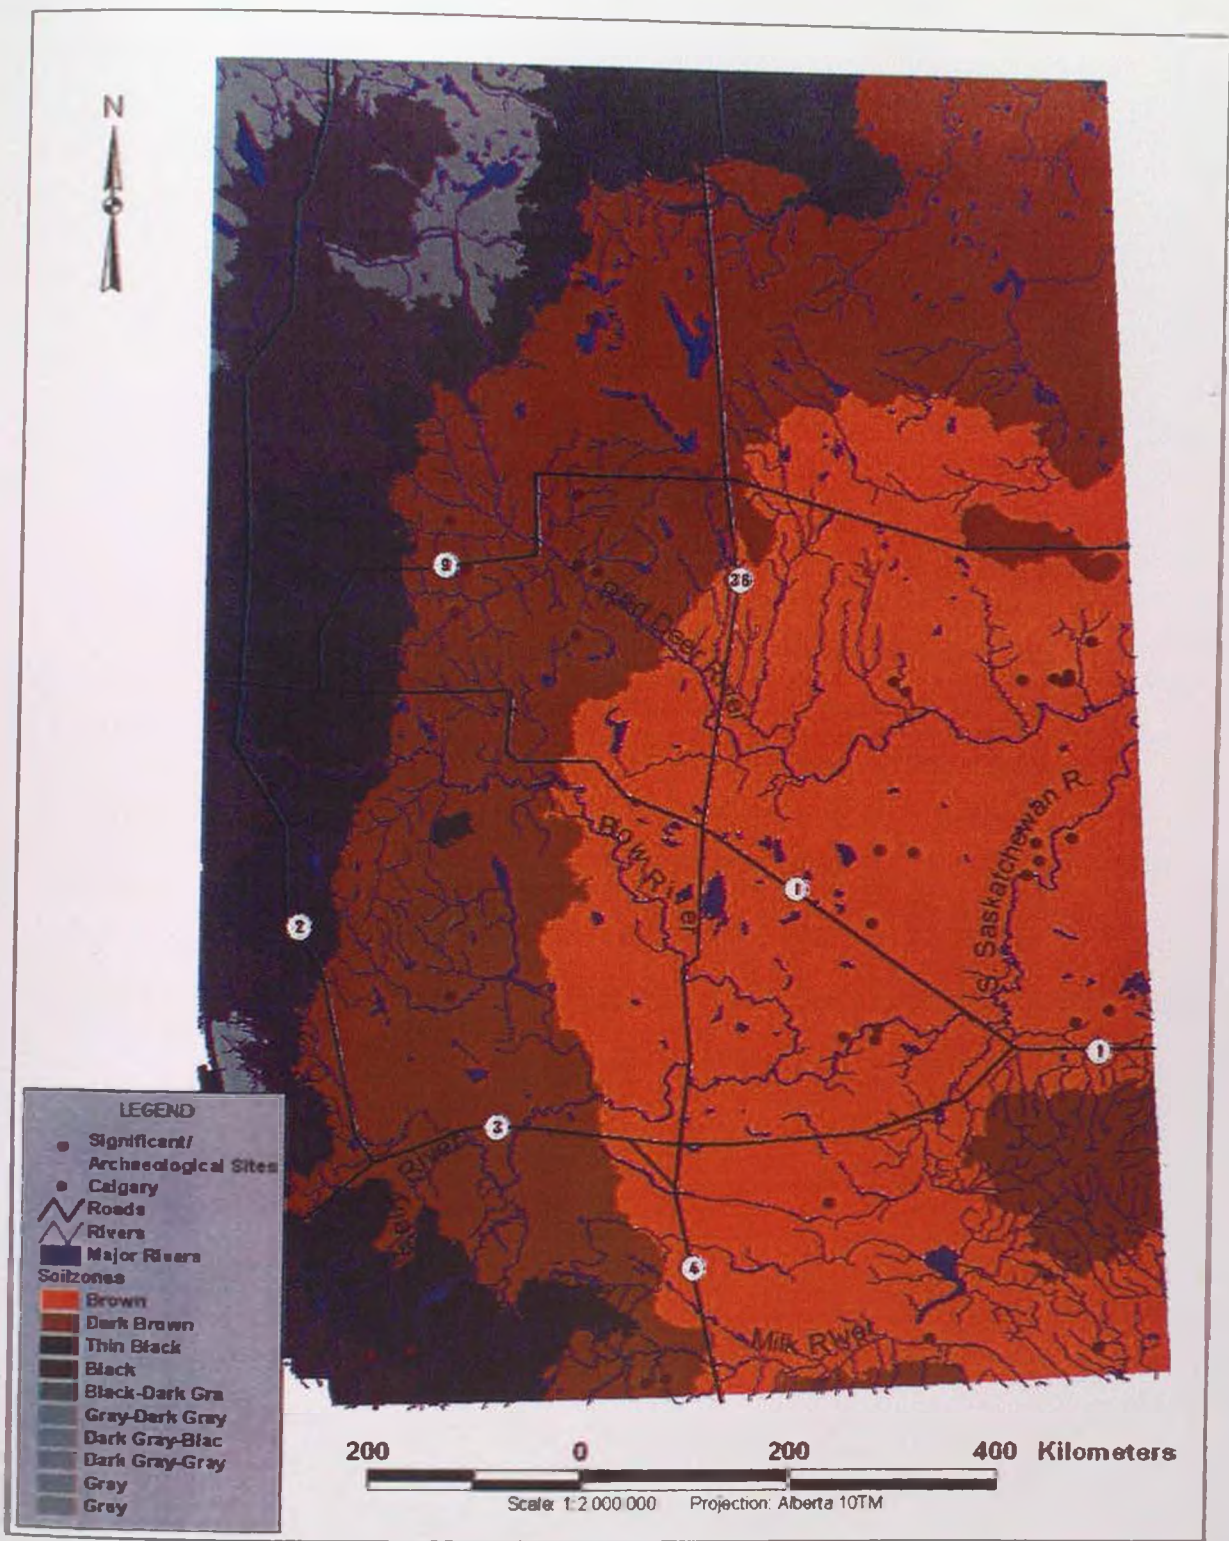 N
9
36
Red Deer R
Bow River
S. Saskatchewan R
1
2
1
3
River
4
Milk River
LEGEND
Significant/
Archaeological Sites
Calgary
Roads
Rivers
Major Rivers
Soilzones
Brown
Dark Brown
Thin Black
Black
Black-Dark Gra
Gray-Dark Gray
Dark Gray-Blac
Dark Gray-Gray
Gray
Grey
200 0 200 400 Kilometers
Scale: 1:2 000 000 Projection: Alberta 10TM